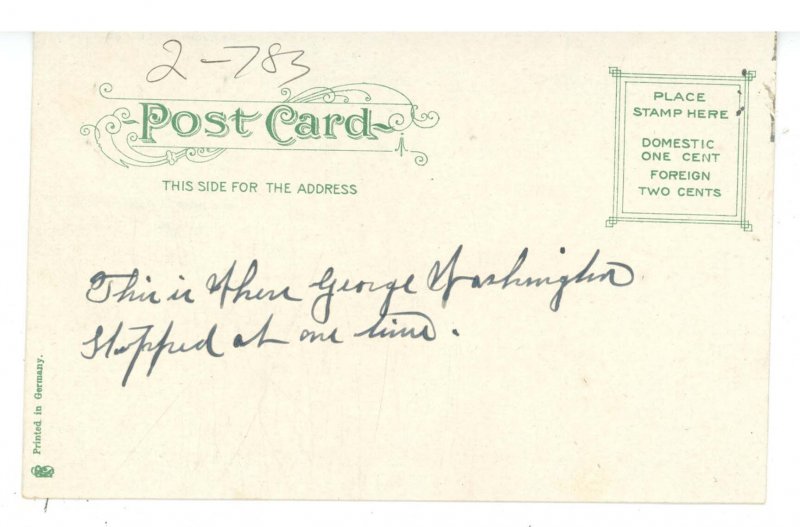 2-783
Post Card
THIS SIDE FOR THE ADDRESS
PLACE
STAMP HERE
DOMESTIC
ONE CENT
FOREIGN
TWO CENTS
This is Where George Washington
Stopped at one time.
Printed in Germany.